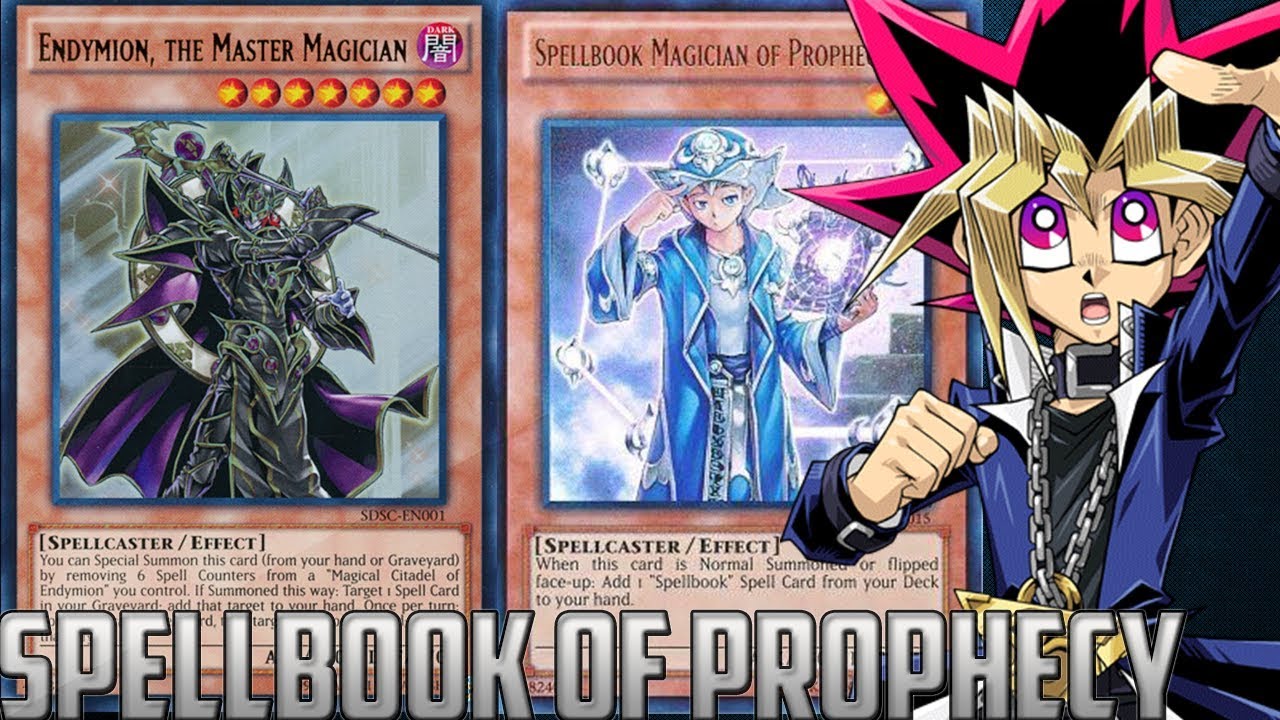 ENDYMION, THE MASTER MAGICIAN
DARK
闇
SDSC-EN001
[SPELLCASTER / EFFECT]
You can Special Summon this card (from your hand or Graveyard)
by removing 6 Spell Counters from a "Magical Citadel of
Endymion" you control. If Summoned this way: Target 1 Spell Card
in your Graveyard; add that target to your hand. Once per turn:
SPELLBOOK MAGICIAN OF
015
[SPELLCASTER / EFFECT]
When this card is Normal Summoned or flipped
face-up: Add 1 "Spellbook" Spell Card from your Deck
to your hand.
SPELLBOOK OF PROPHECY